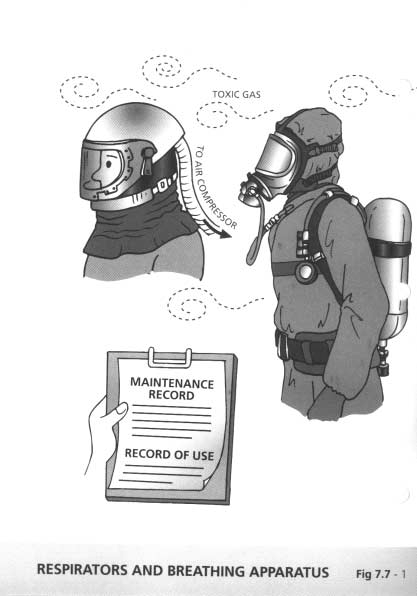 TOXIC GAS
TO AIR COMPRESSOR
MAINTENANCE
RECORD
RECORD OF USE
RESPIRATORS AND BREATHING APPARATUS Fig 7.7 - 1